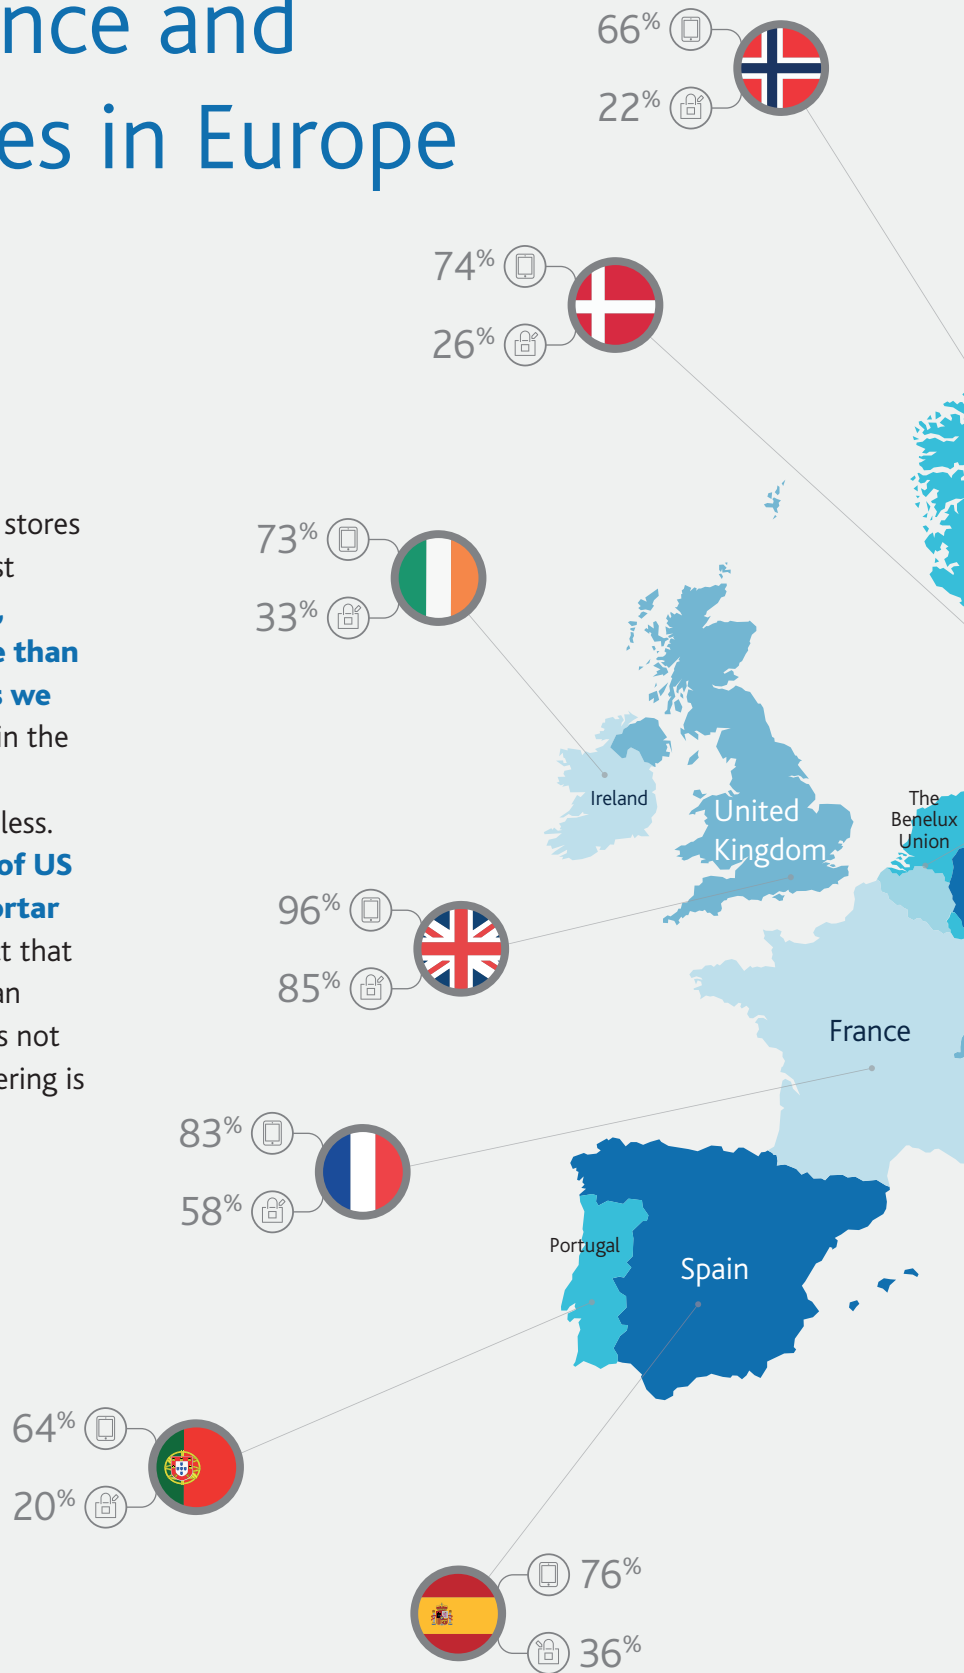 nce and
es in Europe
66%
22%
74%
26%
stores
st
,
e than
s we
in the
less.
of US
ortar
t that
an
s not
ering is
73%
33%
Ireland
United
Kingdom
The
Benelux
Union
96%
85%
France
83%
58%
Portugal
Spain
64%
20%
76%
36%